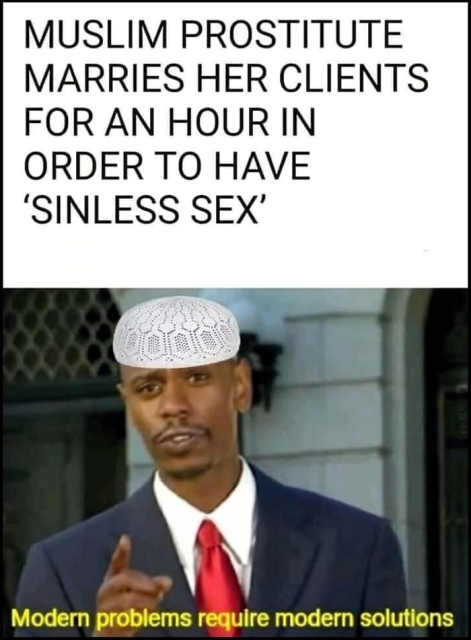 MUSLIM PROSTITUTE
MARRIES HER CLIENTS
FOR AN HOUR IN
ORDER TO HAVE
‘SINLESS SEX’
Modern problems require modern solutions